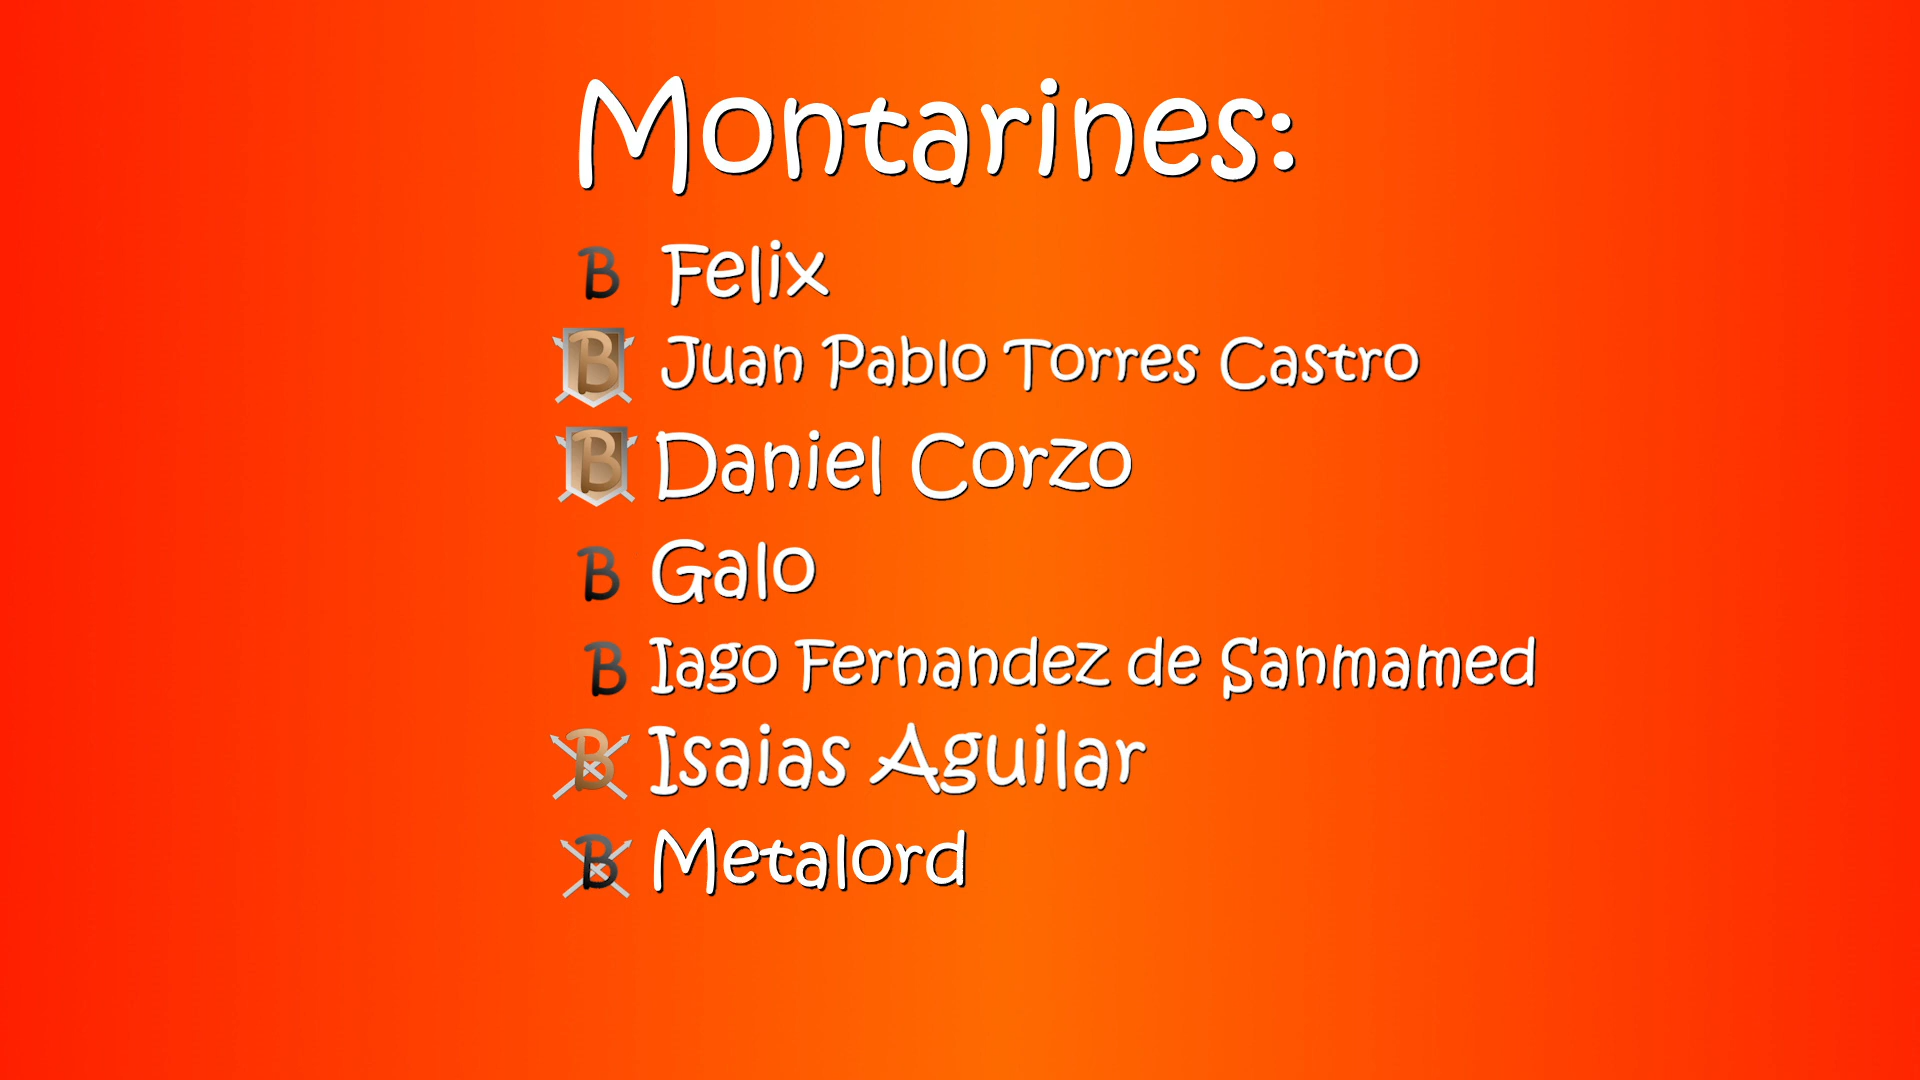 Montarines:
B Felix
B Juan Pablo Torres Castro
B Daniel Corzo
B Galo
B Iago Fernandez de Sanmamed
B Isaias Aguilar
B Metalord